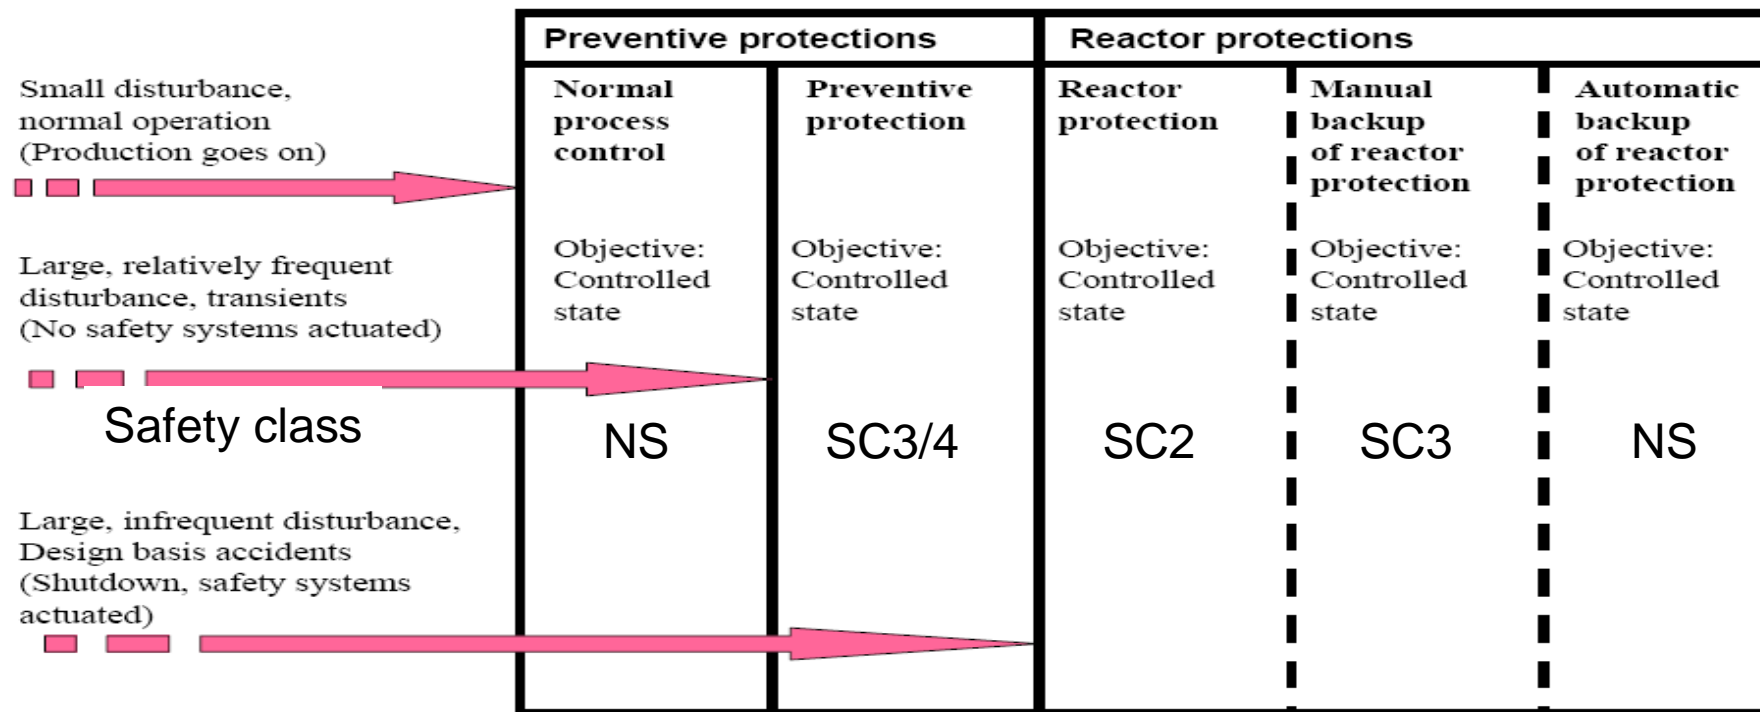 Preventive protections
Reactor protections
Small disturbance,
normal operation
(Production goes on)
Normal
process
control
Preventive
protection
Reactor
protection
Manual
backup
of reactor
protection
Automatic
backup
of reactor
protection
Large, relatively frequent
disturbance, transients
(No safety systems actuated)
Objective:
Controlled
state
Objective:
Controlled
state
Objective:
Controlled
state
Objective:
Controlled
state
Objective:
Controlled
state
Safety class
NS
SC3/4
SC2
SC3
NS
Large, infrequent disturbance,
Design basis accidents
(Shutdown, safety systems
actuated)